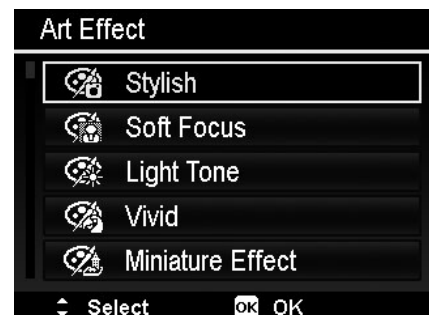 Art Effect
Stylish
Soft Focus
Light Tone
Vivid
Miniature Effect
Select OK OK